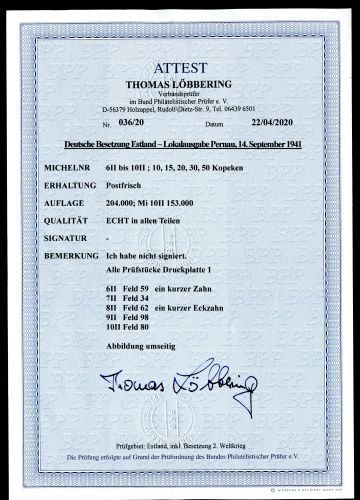 ATTEST
THOMAS LÖBBERING
Verbandsprüfer
im Bund Philatelistischer Prüfer e. V.
D-56379 Holzappel, Rudolf-Dietz-Str. 9, Tel. 06439 6501
Nr. 036/20 Datum 22/04/2020
Deutsche Besetzung Estland – Lokalausgabe Pernau, 14. September 1941
MICHELNR 6II bis 10II ; 10, 15, 20, 30, 50 Kopeken
ERHALTUNG Postfrisch
AUFLAGE 204.000; Mi 10II 153.000
QUALITÄT ECHT in allen Teilen
SIGNATUR -
BEMERKUNG Ich habe nicht signiert.
Alle Prüfstücke Druckplatte 1
6II Feld 59 ein kurzer Zahn
7II Feld 34
8II Feld 62 ein kurzer Eckzahn
9II Feld 98
10II Feld 80
Abbildung umseitig
Thomas Löbbering
Prüfgebiet: Estland, inkl. Besetzung 2. Weltkrieg
Die Prüfung erfolgte auf Grund der Prüfordnung des Bundes Philatelistischer Prüfer e.V.